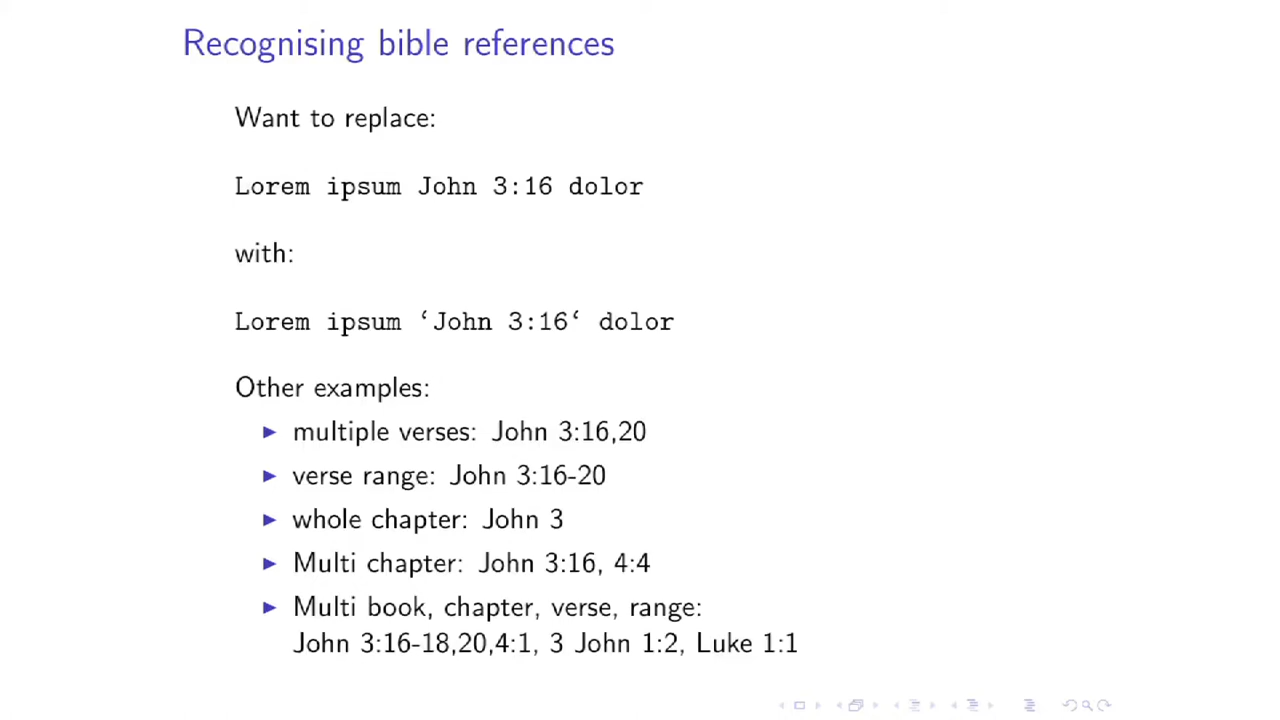 Recognising bible references
Want to replace:
Lorem ipsum John 3:16 dolor
with:
Lorem ipsum ‘John 3:16‘ dolor
Other examples:
multiple verses: John 3:16,20
verse range: John 3:16-20
whole chapter: John 3
Multi chapter: John 3:16, 4:4
Multi book, chapter, verse, range:
John 3:16-18,20,4:1, 3 John 1:2, Luke 1:1